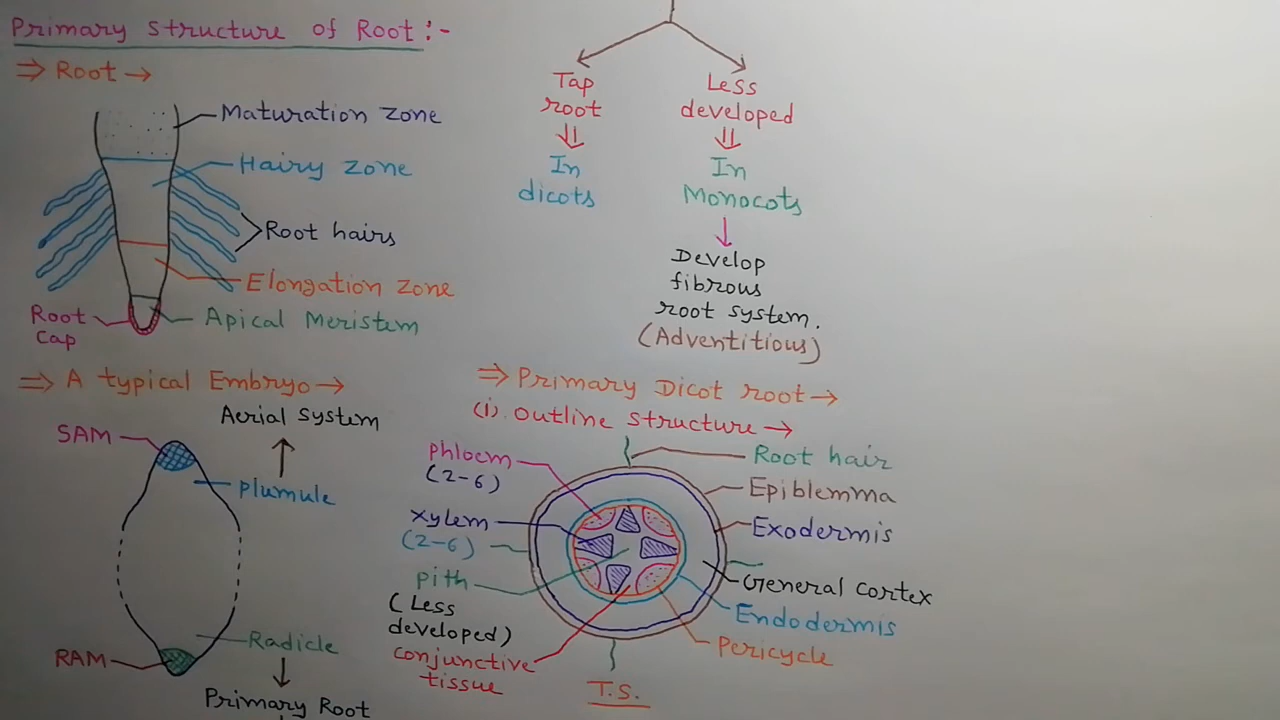 Primary Structure of Root:-
⇒ Root →
Maturation Zone
Hairy Zone
Root hairs
Elongation Zone
Root
Cap
Apical Meristem
⇒ A typical Embryo →
Aerial System
SAM
Plumule
Radicle
RAM
Primary Root
Tap
root
⇓
In
dicots
Less
developed
⇓
In
Monocots
↓
Develop
fibrous
root system.
(Adventitious)
⇒ Primary Dicot root →
(i). Outline Structure →
Phloem
(2-6)
Xylem
(2-6)
Pith
(Less
developed)
Conjunctive
tissue
Root hair
Epiblemma
Exodermis
General Cortex
Endodermis
Pericycle
T.S.